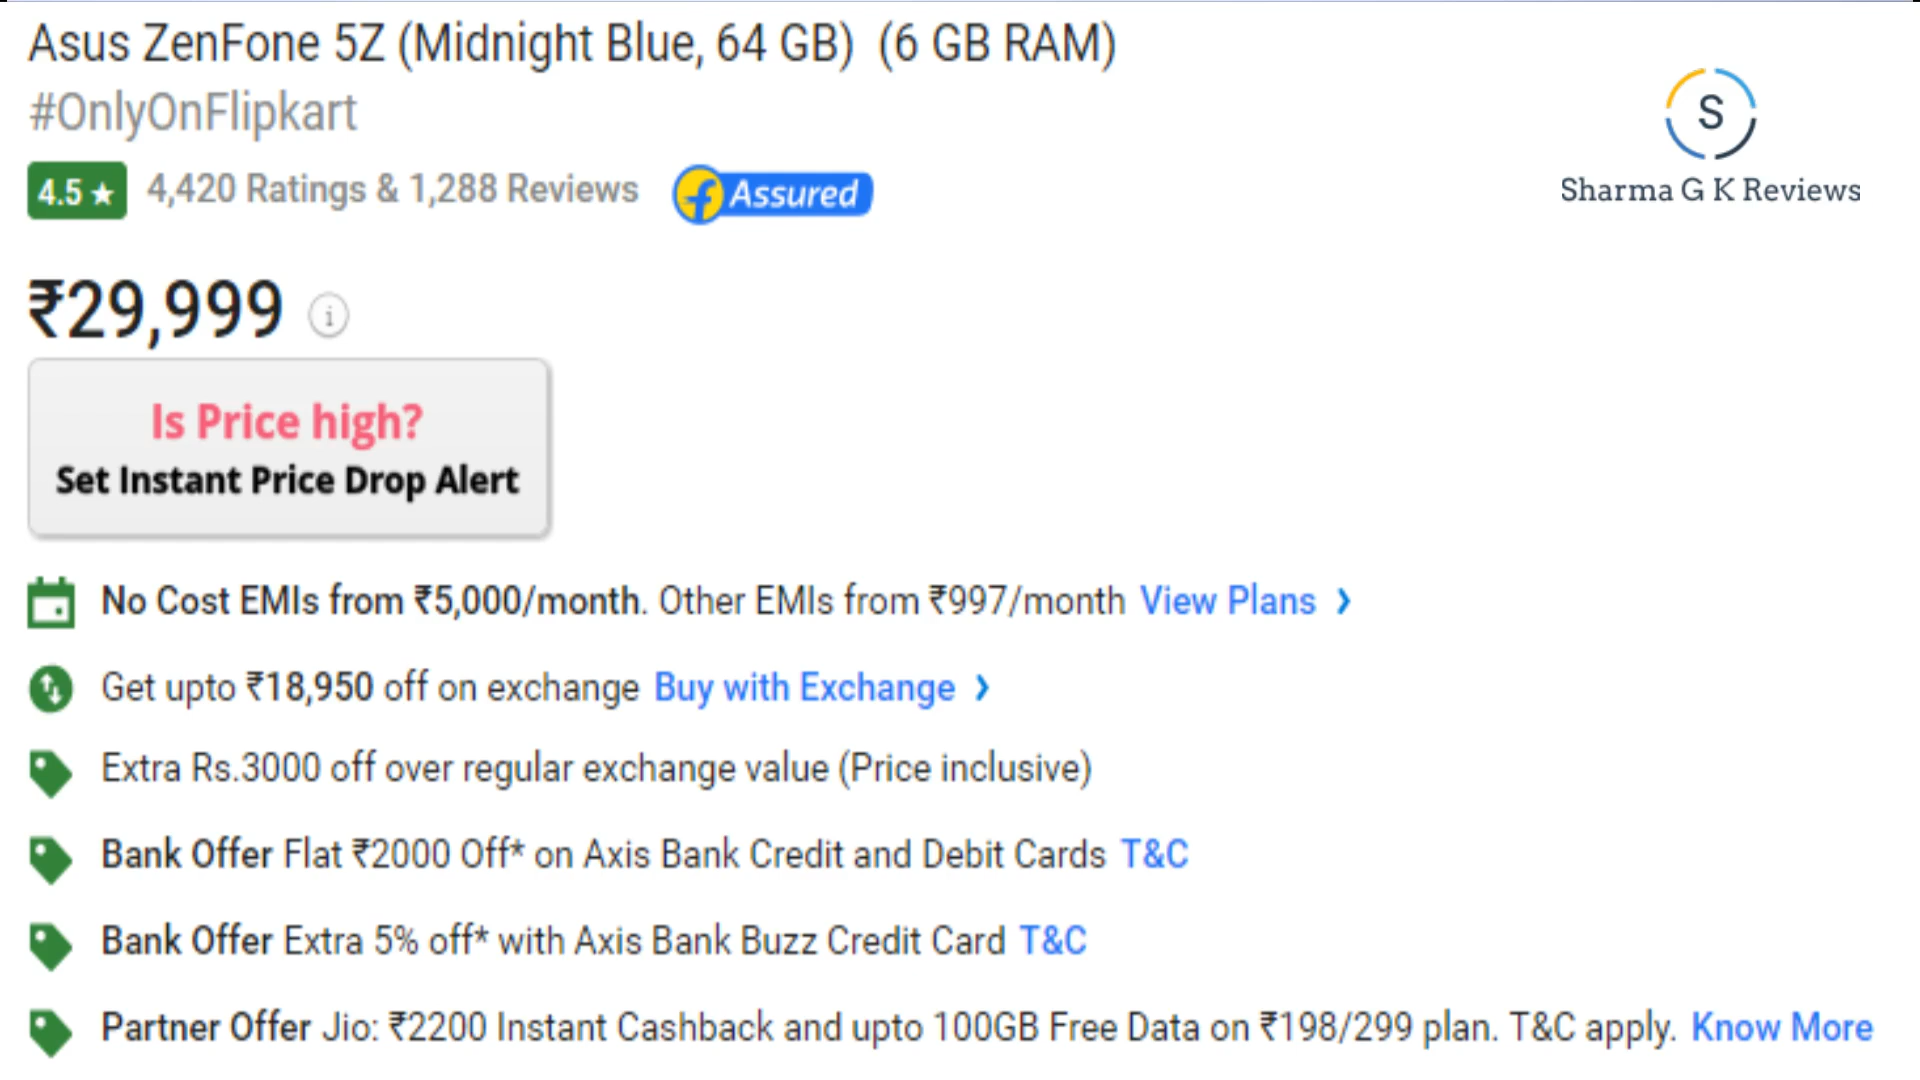 Asus ZenFone 5Z (Midnight Blue, 64 GB) (6 GB RAM)
#OnlyOnFlipkart
S
Sharma G K Reviews
4.5 ★ 4,420 Ratings & 1,288 Reviews f Assured
₹29,999 i
Is Price high?
Set Instant Price Drop Alert
No Cost EMIs from ₹5,000/month. Other EMIs from ₹997/month View Plans ›
Get upto ₹18,950 off on exchange Buy with Exchange ›
Extra Rs.3000 off over regular exchange value (Price inclusive)
Bank Offer Flat ₹2000 Off* on Axis Bank Credit and Debit Cards T&C
Bank Offer Extra 5% off* with Axis Bank Buzz Credit Card T&C
Partner Offer Jio: ₹2200 Instant Cashback and upto 100GB Free Data on ₹198/299 plan. T&C apply. Know More